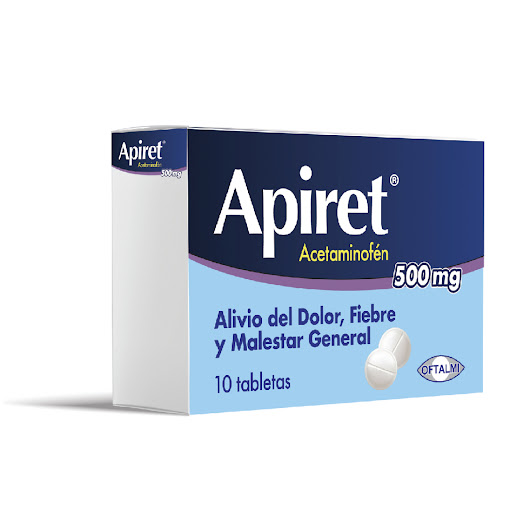 Apiret
Acetaminofén
500 mg
Apiret®
Acetaminofén
500 mg
Alivio del Dolor, Fiebre
y Malestar General
10 tabletas
OFTALMI